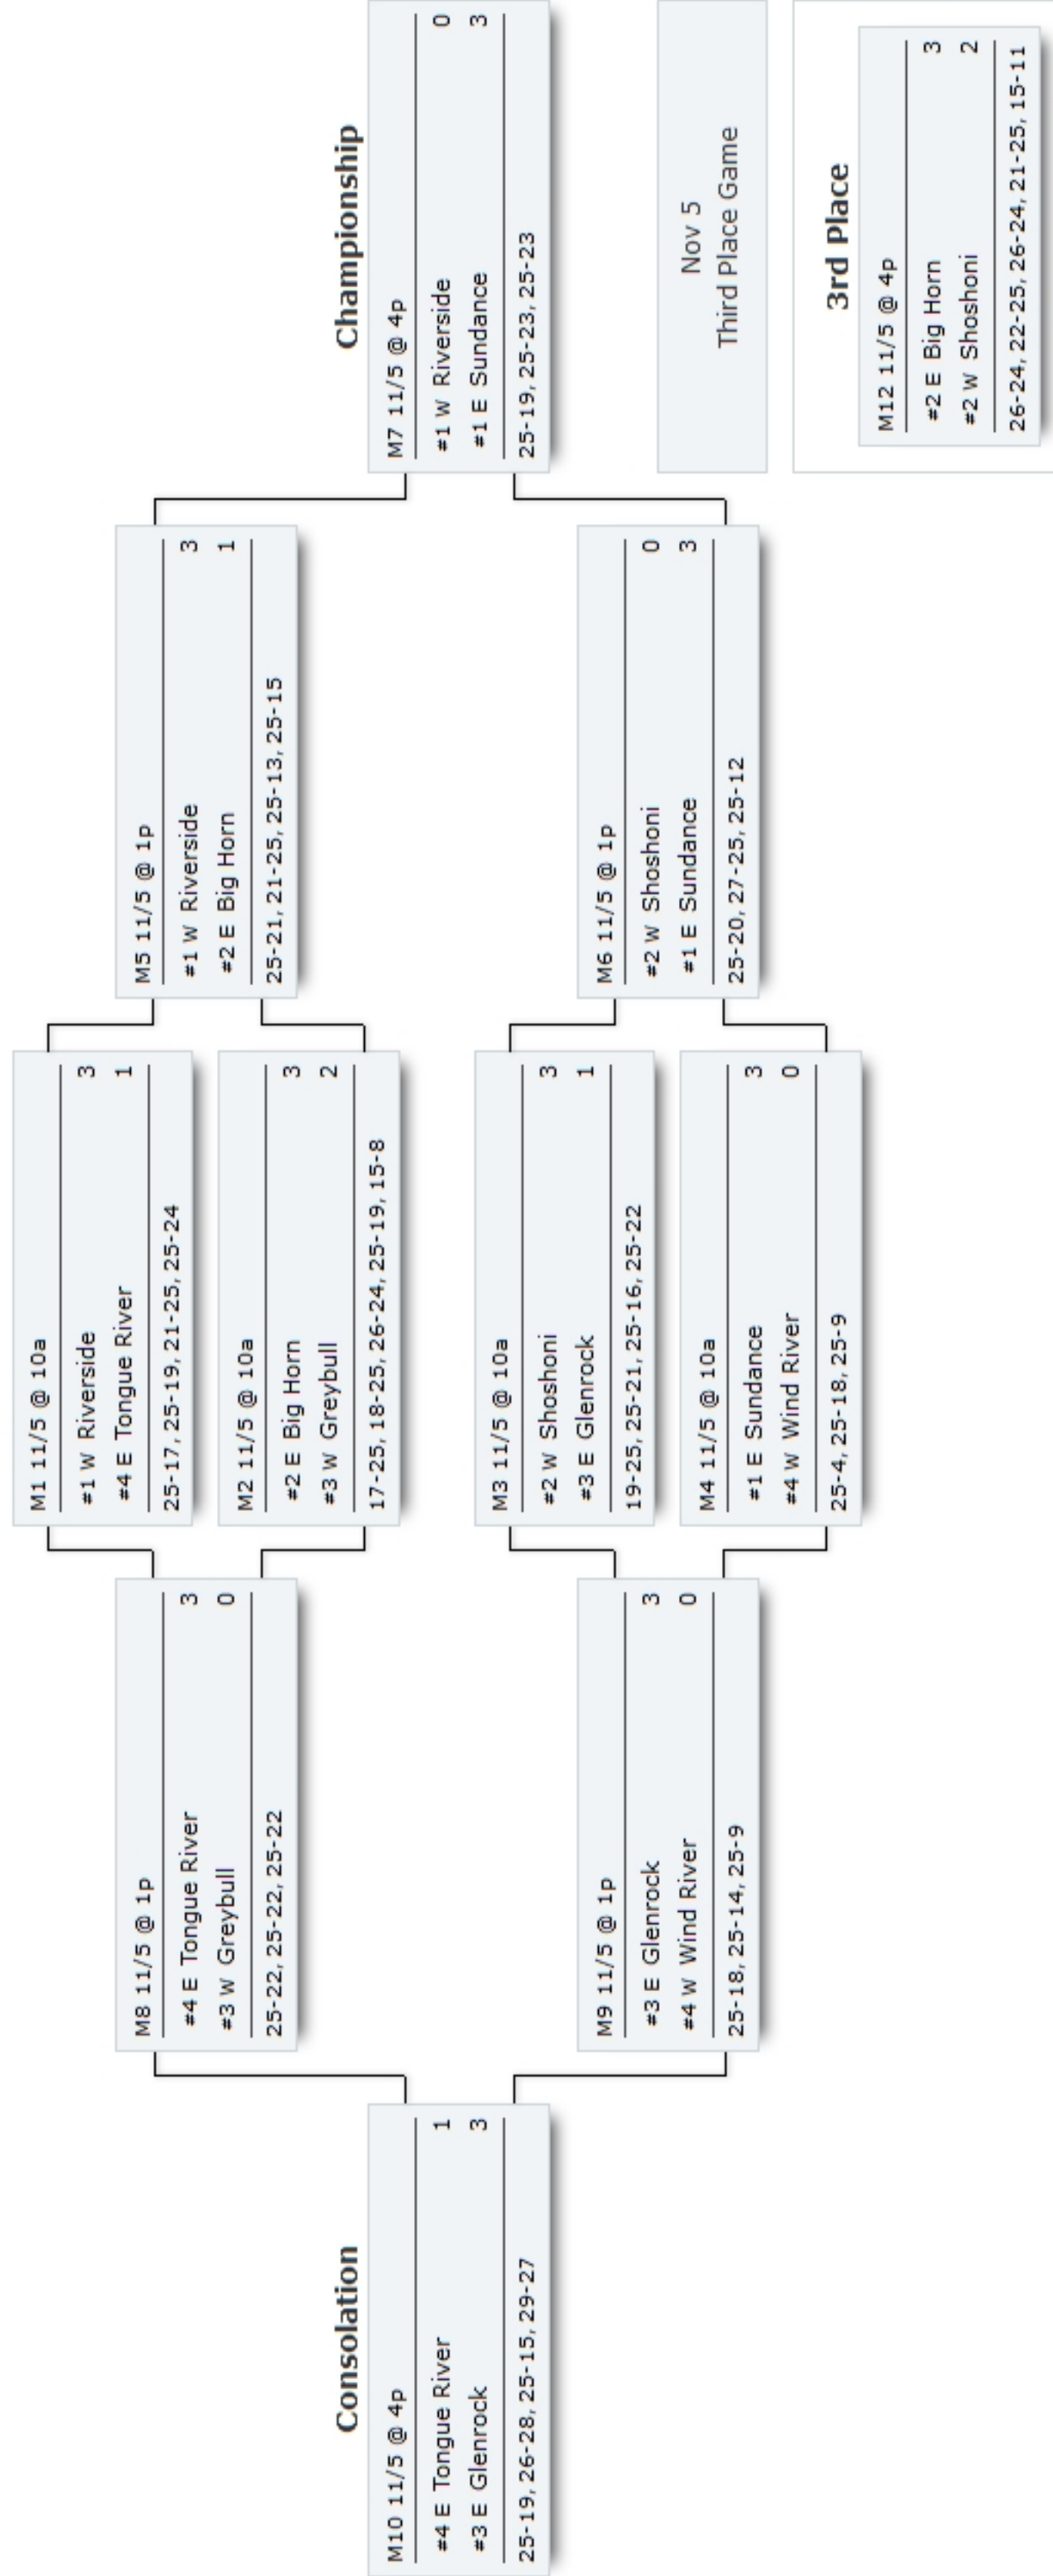 Consolation
M10 11/5 @ 4p
#4 E Tongue River 1
#3 E Glenrock 3
25-19, 26-28, 25-15, 29-27
M8 11/5 @ 1p
#4 E Tongue River 3
#3 W Greybull 0
25-22, 25-22, 25-22
M9 11/5 @ 1p
#3 E Glenrock 3
#4 W Wind River 0
25-18, 25-14, 25-9
M1 11/5 @ 10a
#1 W Riverside 3
#4 E Tongue River 1
25-17, 25-19, 21-25, 25-24
M2 11/5 @ 10a
#2 E Big Horn 3
#3 W Greybull 2
17-25, 18-25, 26-24, 25-19, 15-8
M3 11/5 @ 10a
#2 W Shoshoni 3
#3 E Glenrock 1
19-25, 25-21, 25-16, 25-22
M4 11/5 @ 10a
#1 E Sundance 3
#4 W Wind River 0
25-4, 25-18, 25-9
M5 11/5 @ 1p
#1 W Riverside 3
#2 E Big Horn 1
25-21, 21-25, 25-13, 25-15
M6 11/5 @ 1p
#2 W Shoshoni 0
#1 E Sundance 3
25-20, 27-25, 25-12
Championship
M7 11/5 @ 4p
#1 W Riverside 0
#1 E Sundance 3
25-19, 25-23, 25-23
Nov 5
Third Place Game
3rd Place
M12 11/5 @ 4p
#2 E Big Horn 3
#2 W Shoshoni 2
26-24, 22-25, 26-24, 21-25, 15-11